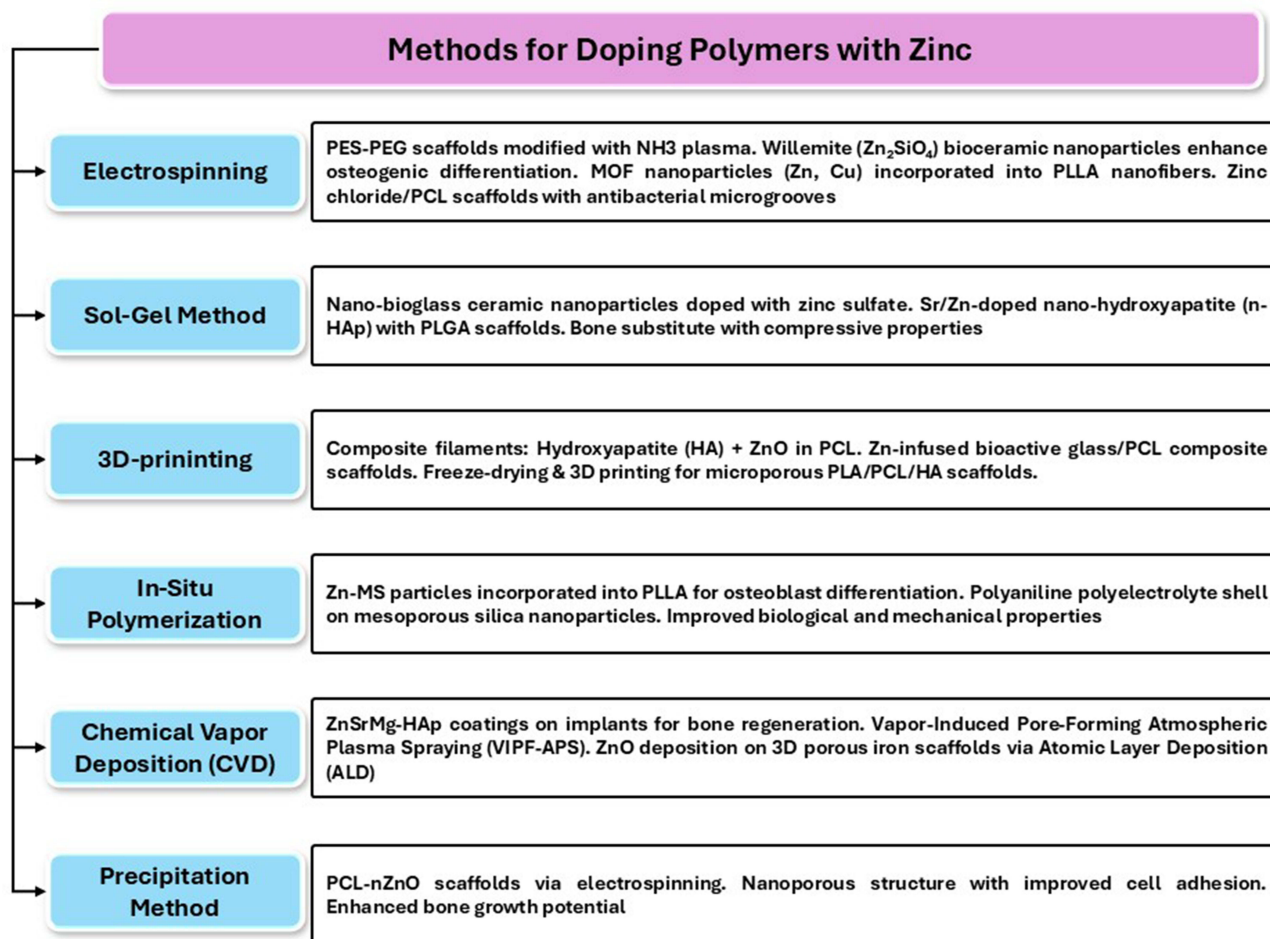 Methods for Doping Polymers with Zinc
Electrospinning
PES-PEG scaffolds modified with NH3 plasma. Willemite (Zn₂SiO₄) bioceramic nanoparticles enhance
osteogenic differentiation. MOF nanoparticles (Zn, Cu) incorporated into PLLA nanofibers. Zinc
chloride/PCL scaffolds with antibacterial microgrooves
Sol-Gel Method
Nano-bioglass ceramic nanoparticles doped with zinc sulfate. Sr/Zn-doped nano-hydroxyapatite (n-
HAp) with PLGA scaffolds. Bone substitute with compressive properties
3D-prininting
Composite filaments: Hydroxyapatite (HA) + ZnO in PCL. Zn-infused bioactive glass/PCL composite
scaffolds. Freeze-drying & 3D printing for microporous PLA/PCL/HA scaffolds.
In-Situ
Polymerization
Zn-MS particles incorporated into PLLA for osteoblast differentiation. Polyaniline polyelectrolyte shell
on mesoporous silica nanoparticles. Improved biological and mechanical properties
Chemical Vapor
Deposition (CVD)
ZnSrMg-HAp coatings on implants for bone regeneration. Vapor-Induced Pore-Forming Atmospheric
Plasma Spraying (VIPF-APS). ZnO deposition on 3D porous iron scaffolds via Atomic Layer Deposition
(ALD)
Precipitation
Method
PCL-nZnO scaffolds via electrospinning. Nanoporous structure with improved cell adhesion.
Enhanced bone growth potential